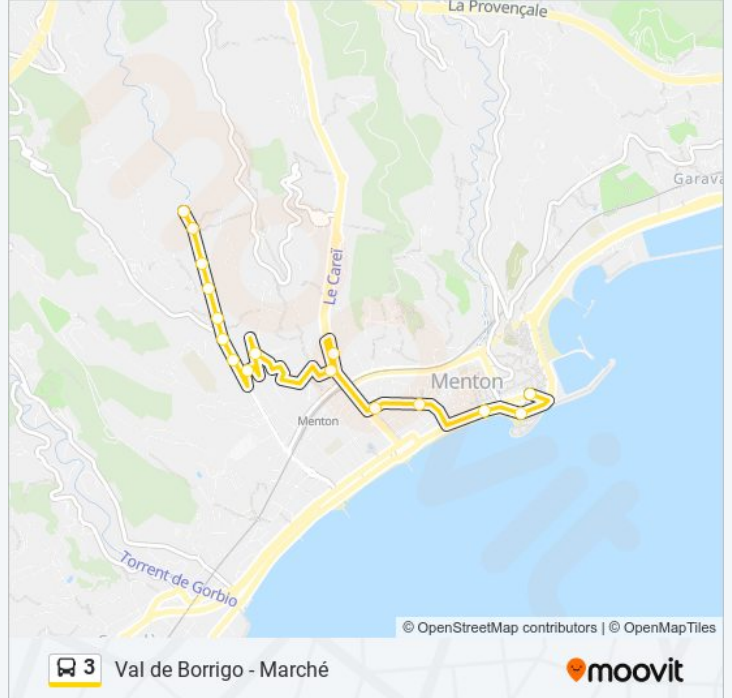 La Provençale
Garava
Le Careï
Menton
Menton
Torrent de Gorbio
© OpenStreetMap contributors | © OpenMapTiles
3 Val de Borrigo - Marché
moovit